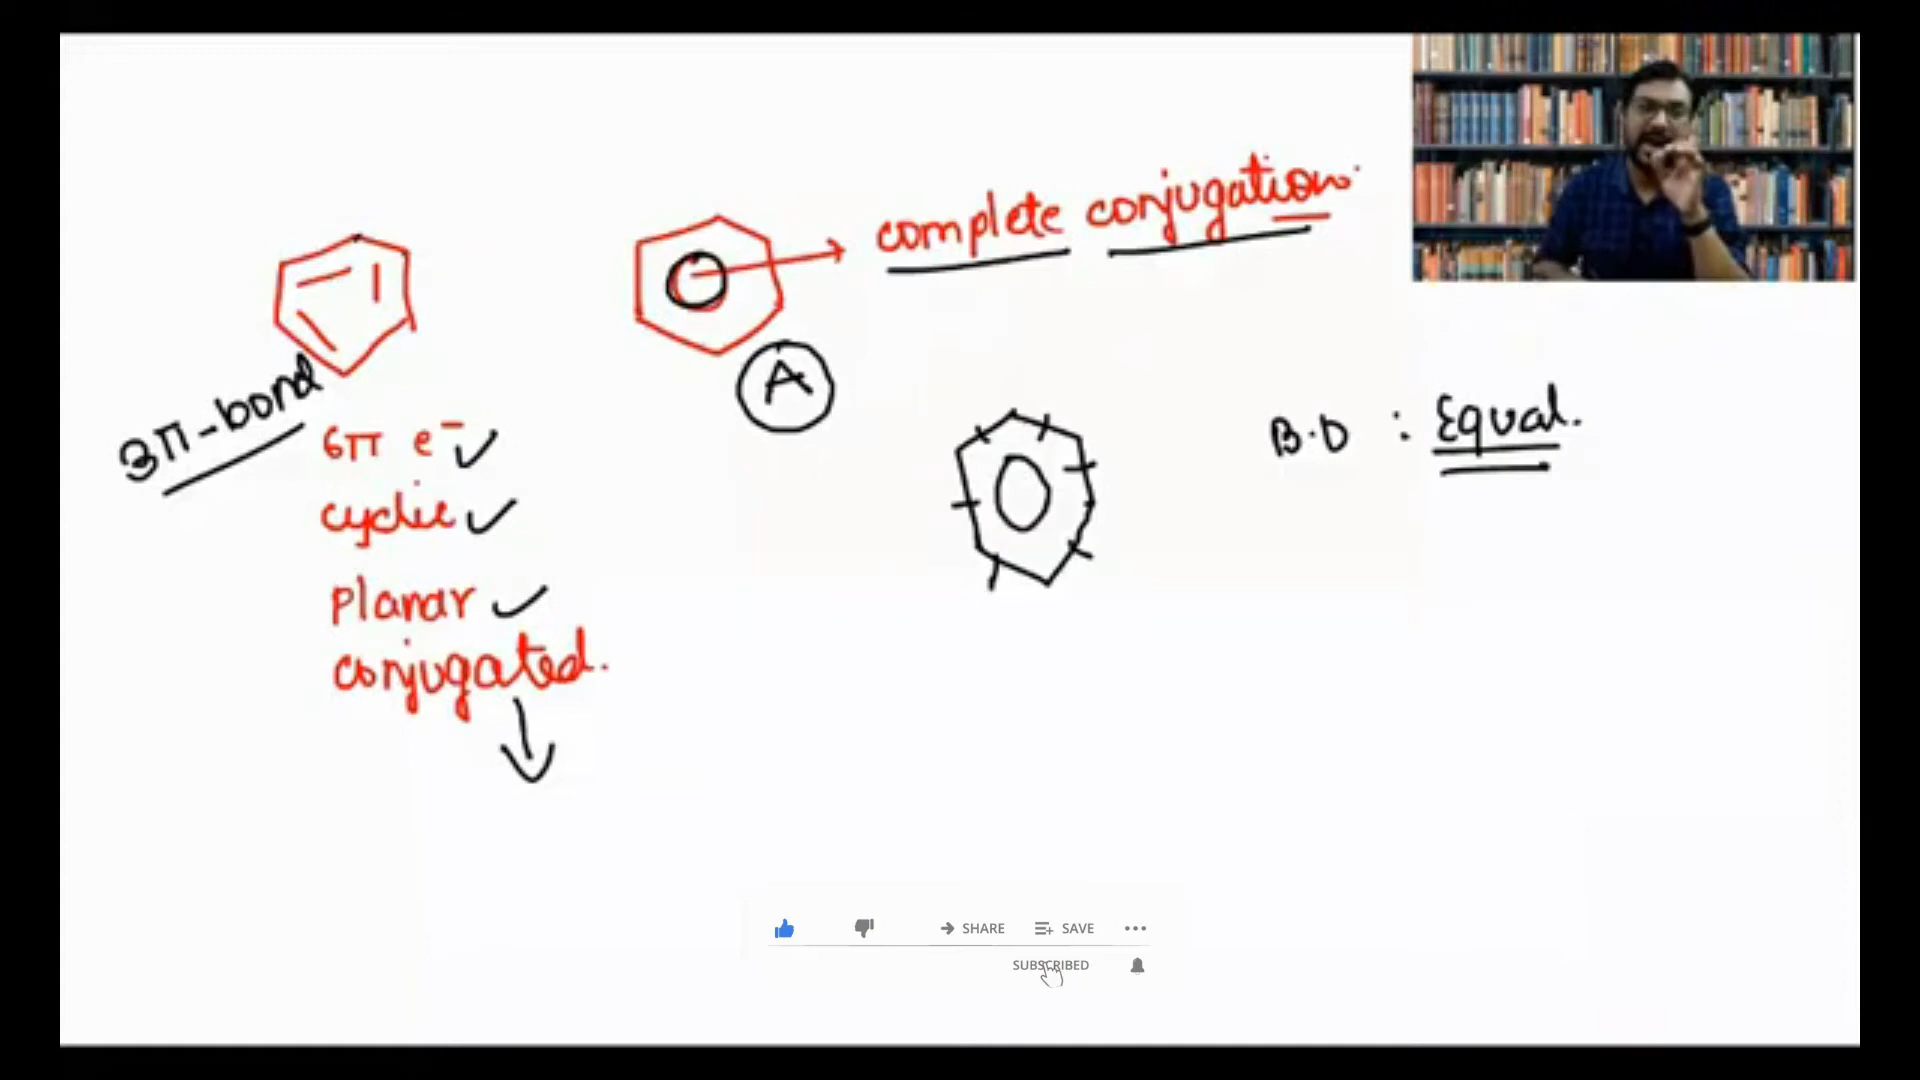 complete conjugation.
A
3π-bond
6π e⁻
cyclic
Planar
conjugated.
B.D : Equal.
SHARE SAVE
SUBSCRIBED